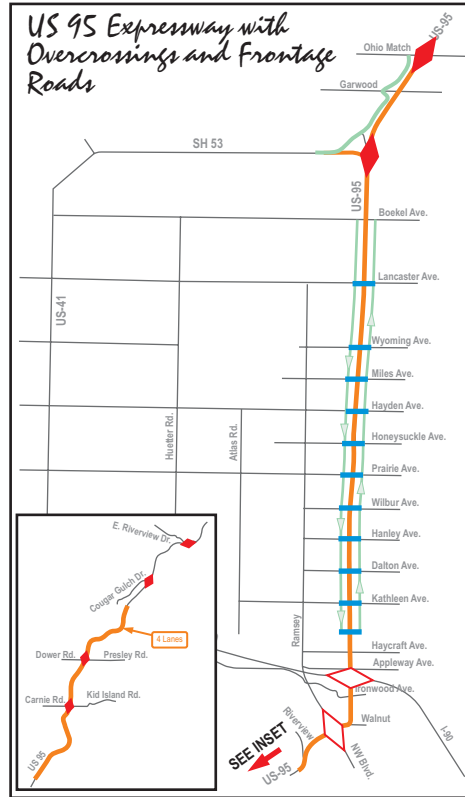 US 95 Expressway with
Overcrossings and Frontage
Roads
US-95
Ohio Match
Garwood
SH 53
US-95
Boekel Ave.
Lancaster Ave.
US-41
Wyoming Ave.
Miles Ave.
Hayden Ave.
Huetter Rd.
Atlas Rd.
Honeysuckle Ave.
Prairie Ave.
Wilbur Ave.
Hanley Ave.
Dalton Ave.
Kathleen Ave.
Ramsey
Haycraft Ave.
Appleway Ave.
Ironwood Ave.
Riverview
Walnut
I-90
NW Blvd.
SEE INSET
US-95
E. Riverview Dr.
Cougar Gulch Dr.
4 Lanes
Dower Rd.
Presley Rd.
Carnie Rd.
Kid Island Rd.
US 95